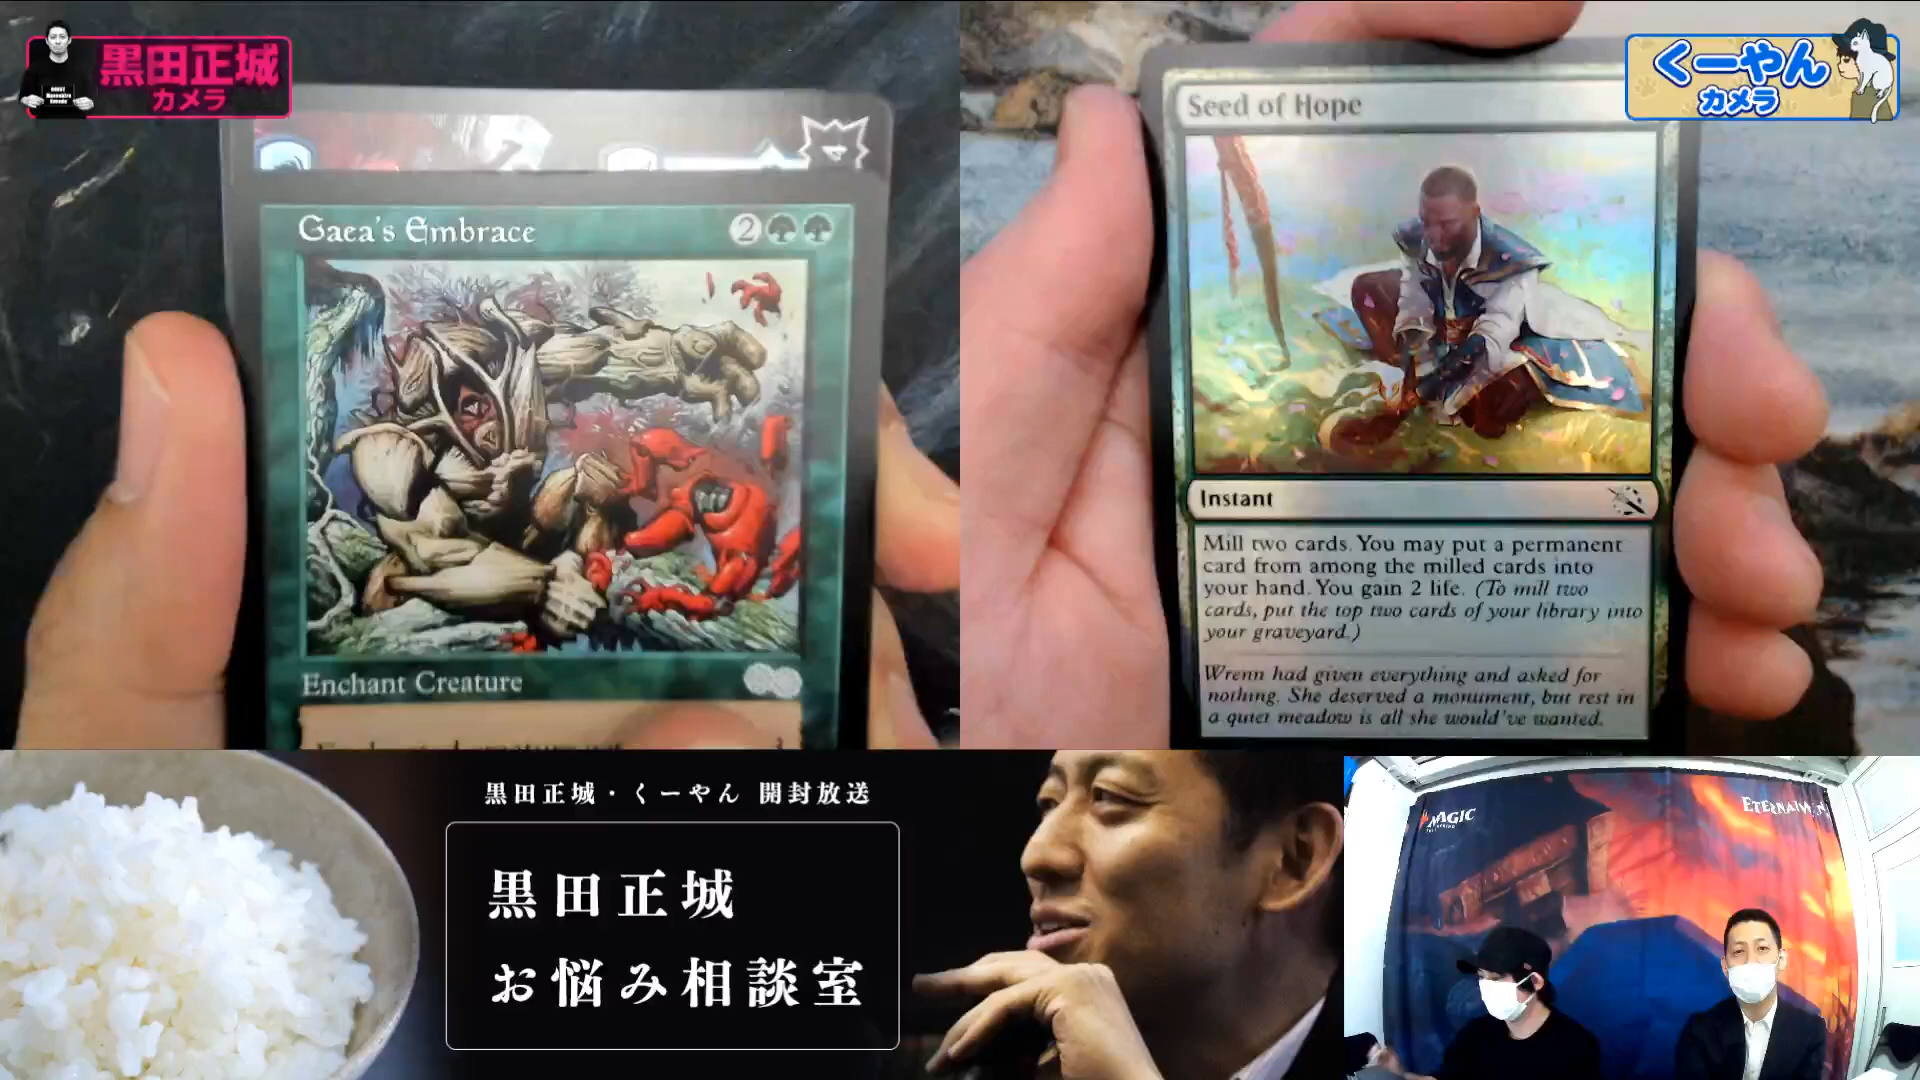 黒田正城
カメラ
Gaea's Embrace
2
Enchant Creature
くーやん
カメラ
Seed of Hope
Instant
Mill two cards. You may put a permanent
card from among the milled cards into
your hand. You gain 2 life. (To mill two
cards, put the top two cards of your library into
your graveyard.)
Wrenn had given everything and asked for
nothing. She deserved a monument, but rest in
a quiet meadow is all she would've wanted.
黒田正城・くーやん 開封放送
黒田正城
お悩み相談室
MAGIC